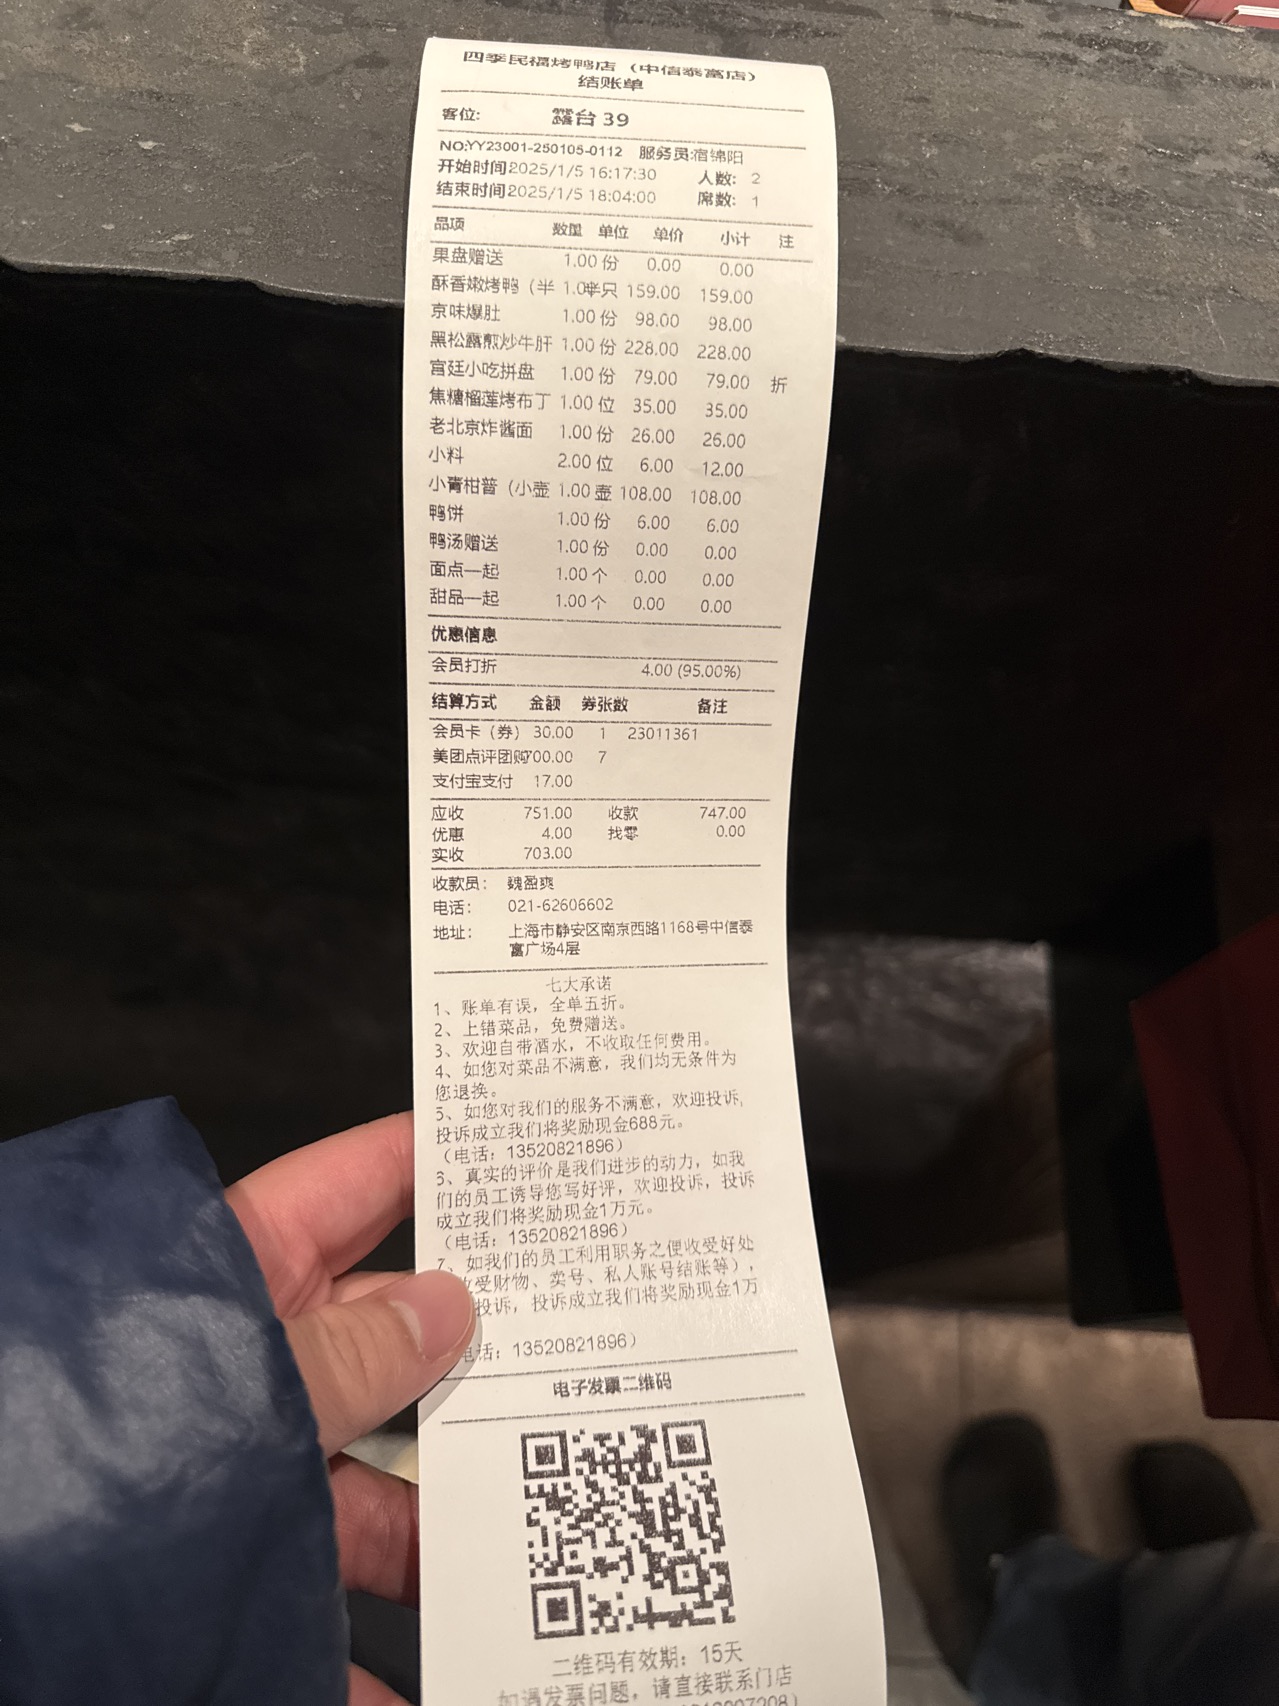 四季民福烤鸭店（中信泰富店）
结账单
客位: 露台 39
NO:YY23001-250105-0112 服务员:宿锦阳
开始时间2025/1/5 16:17:30 人数: 2
结束时间2025/1/5 18:04:00 席数: 1
品项 数量 单位 单价 小计 注
果盘赠送 1.00 份 0.00 0.00
酥香嫩烤鸭（半 1.0半只 159.00 159.00
京味爆肚 1.00 份 98.00 98.00
黑松露煎炒牛肝 1.00 份 228.00 228.00
宫廷小吃拼盘 1.00 份 79.00 79.00 折
焦糖榴莲烤布丁 1.00 位 35.00 35.00
老北京炸酱面 1.00 份 26.00 26.00
小料 2.00 位 6.00 12.00
小青柑普（小壶 1.00 壶 108.00 108.00
鸭饼 1.00 份 6.00 6.00
鸭汤赠送 1.00 份 0.00 0.00
面点一起 1.00 个 0.00 0.00
甜品一起 1.00 个 0.00 0.00
优惠信息
会员打折 4.00 (95.00%)
结算方式 金额 券张数 备注
会员卡（券） 30.00 1 23011361
美团点评团购700.00 7
支付宝支付 17.00
应收 751.00 收款 747.00
优惠 4.00 找零 0.00
实收 703.00
收款员: 魏盈爽
电话: 021-62606602
地址: 上海市静安区南京西路1168号中信泰
富广场4层
七大承诺
1、账单有误，全单五折。
2、上错菜品，免费赠送。
3、欢迎自带酒水，不收取任何费用。
4、如您对菜品不满意，我们均无条件为
您退换。
5、如您对我们的服务不满意，欢迎投诉，
投诉成立我们将奖励现金688元。
（电话：13520821896）
6、真实的评价是我们进步的动力，如我
们的员工诱导您写好评，欢迎投诉，投诉
成立我们将奖励现金1万元。
（电话：13520821896）
7、如我们的员工利用职务之便收受好处
收受财物、卖号、私人账号结账等），
投诉，投诉成立我们将奖励现金1万
电话：13520821896）
电子发票二维码
二维码有效期：15天
如遇发票问题，请直接联系门店